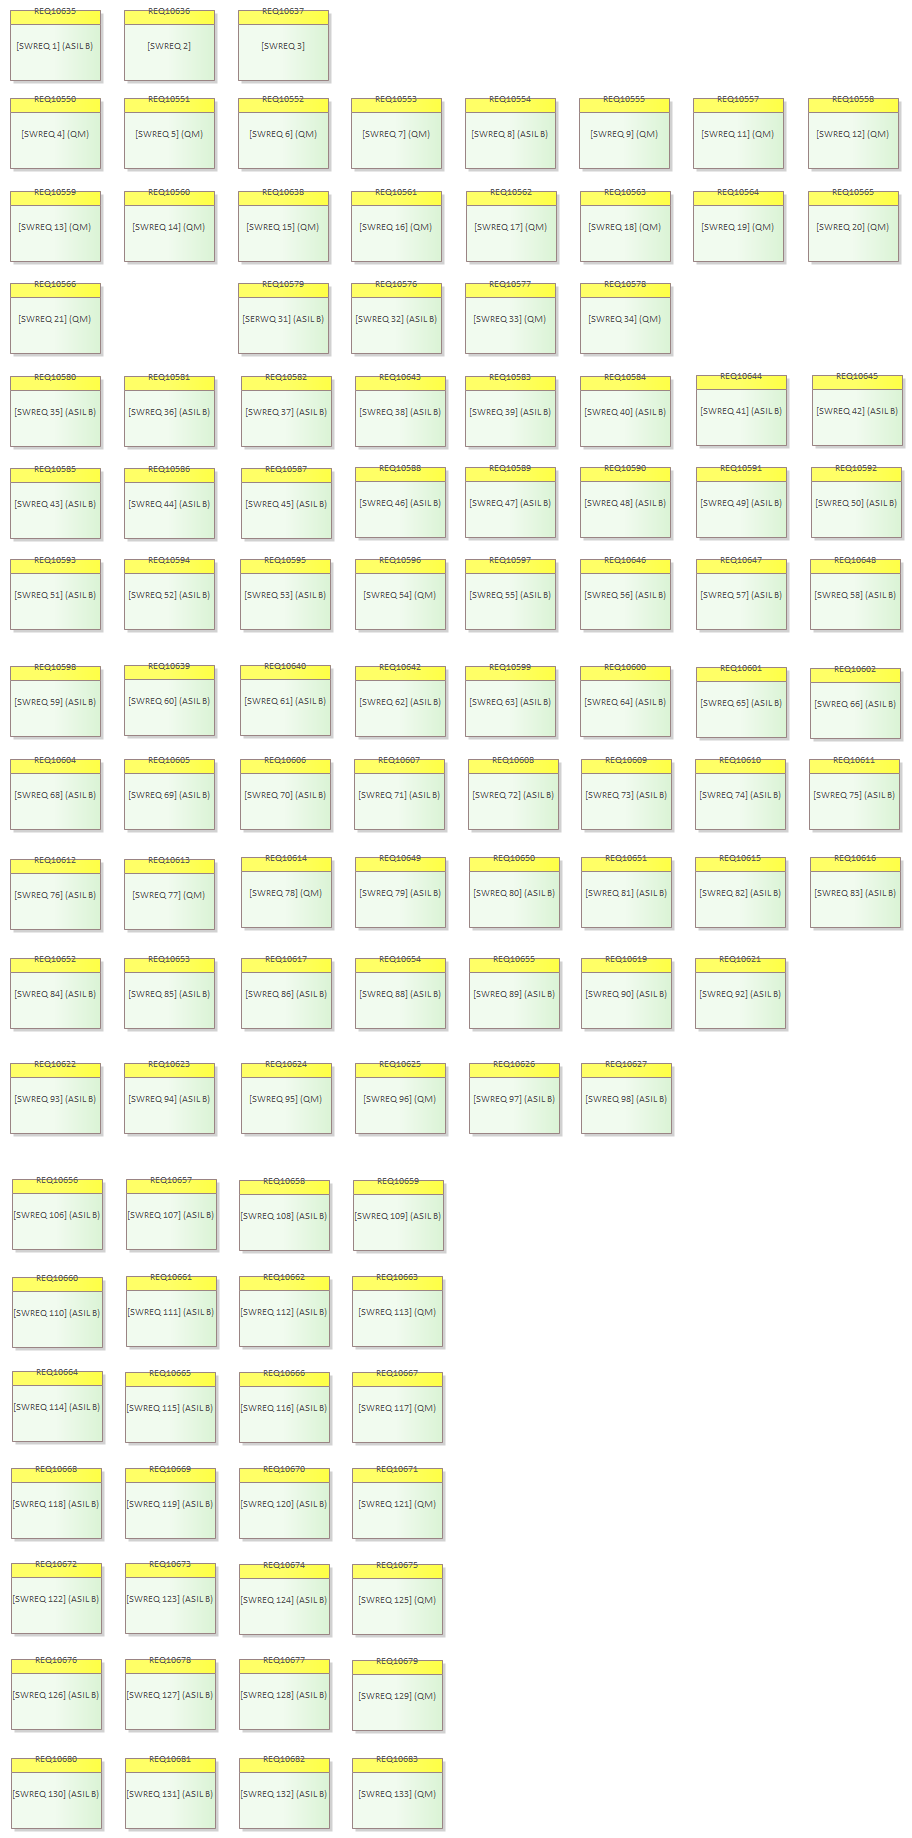 REQ10635 REQ10636 REQ10637
[SWREQ 1] (ASIL B) [SWREQ 2] [SWREQ 3]
REQ10550 REQ10551 REQ10552 REQ10553 REQ10554 REQ10555 REQ10557 REQ10558
[SWREQ 4] (QM) [SWREQ 5] (QM) [SWREQ 6] (QM) [SWREQ 7] (QM) [SWREQ 8] (ASIL B) [SWREQ 9] (QM) [SWREQ 11] (QM) [SWREQ 12] (QM)
REQ10559 REQ10560 REQ10638 REQ10561 REQ10562 REQ10563 REQ10564 REQ10565
[SWREQ 13] (QM) [SWREQ 14] (QM) [SWREQ 15] (QM) [SWREQ 16] (QM) [SWREQ 17] (QM) [SWREQ 18] (QM) [SWREQ 19] (QM) [SWREQ 20] (QM)
REQ10566 REQ10579 REQ10576 REQ10577 REQ10578
[SWREQ 21] (QM) [SERWQ 31] (ASIL B) [SWREQ 32] (ASIL B) [SWREQ 33] (QM) [SWREQ 34] (QM)
REQ10580 REQ10581 REQ10582 REQ10643 REQ10583 REQ10584 REQ10644 REQ10645
[SWREQ 35] (ASIL B) [SWREQ 36] (ASIL B) [SWREQ 37] (ASIL B) [SWREQ 38] (ASIL B) [SWREQ 39] (ASIL B) [SWREQ 40] (ASIL B) [SWREQ 41] (ASIL B) [SWREQ 42] (ASIL B)
REQ10585 REQ10586 REQ10587 REQ10588 REQ10589 REQ10590 REQ10591 REQ10592
[SWREQ 43] (ASIL B) [SWREQ 44] (ASIL B) [SWREQ 45] (ASIL B) [SWREQ 46] (ASIL B) [SWREQ 47] (ASIL B) [SWREQ 48] (ASIL B) [SWREQ 49] (ASIL B) [SWREQ 50] (ASIL B)
REQ10593 REQ10594 REQ10595 REQ10596 REQ10597 REQ10646 REQ10647 REQ10648
[SWREQ 51] (ASIL B) [SWREQ 52] (ASIL B) [SWREQ 53] (ASIL B) [SWREQ 54] (QM) [SWREQ 55] (ASIL B) [SWREQ 56] (ASIL B) [SWREQ 57] (ASIL B) [SWREQ 58] (ASIL B)
REQ10598 REQ10639 REQ10640 REQ10642 REQ10599 REQ10600 REQ10601 REQ10602
[SWREQ 59] (ASIL B) [SWREQ 60] (ASIL B) [SWREQ 61] (ASIL B) [SWREQ 62] (ASIL B) [SWREQ 63] (ASIL B) [SWREQ 64] (ASIL B) [SWREQ 65] (ASIL B) [SWREQ 66] (ASIL B)
REQ10604 REQ10605 REQ10606 REQ10607 REQ10608 REQ10609 REQ10610 REQ10611
[SWREQ 68] (ASIL B) [SWREQ 69] (ASIL B) [SWREQ 70] (ASIL B) [SWREQ 71] (ASIL B) [SWREQ 72] (ASIL B) [SWREQ 73] (ASIL B) [SWREQ 74] (ASIL B) [SWREQ 75] (ASIL B)
REQ10612 REQ10613 REQ10614 REQ10649 REQ10650 REQ10651 REQ10615 REQ10616
[SWREQ 76] (ASIL B) [SWREQ 77] (QM) [SWREQ 78] (QM) [SWREQ 79] (ASIL B) [SWREQ 80] (ASIL B) [SWREQ 81] (ASIL B) [SWREQ 82] (ASIL B) [SWREQ 83] (ASIL B)
REQ10652 REQ10653 REQ10617 REQ10654 REQ10655 REQ10619 REQ10621
[SWREQ 84] (ASIL B) [SWREQ 85] (ASIL B) [SWREQ 86] (ASIL B) [SWREQ 88] (ASIL B) [SWREQ 89] (ASIL B) [SWREQ 90] (ASIL B) [SWREQ 92] (ASIL B)
REQ10622 REQ10623 REQ10624 REQ10625 REQ10626 REQ10627
[SWREQ 93] (ASIL B) [SWREQ 94] (ASIL B) [SWREQ 95] (QM) [SWREQ 96] (QM) [SWREQ 97] (ASIL B) [SWREQ 98] (ASIL B)
REQ10656 REQ10657 REQ10658 REQ10659
[SWREQ 106] (ASIL B) [SWREQ 107] (ASIL B) [SWREQ 108] (ASIL B) [SWREQ 109] (ASIL B)
REQ10660 REQ10661 REQ10662 REQ10663
[SWREQ 110] (ASIL B) [SWREQ 111] (ASIL B) [SWREQ 112] (ASIL B) [SWREQ 113] (QM)
REQ10664 REQ10665 REQ10666 REQ10667
[SWREQ 114] (ASIL B) [SWREQ 115] (ASIL B) [SWREQ 116] (ASIL B) [SWREQ 117] (QM)
REQ10668 REQ10669 REQ10670 REQ10671
[SWREQ 118] (ASIL B) [SWREQ 119] (ASIL B) [SWREQ 120] (ASIL B) [SWREQ 121] (QM)
REQ10672 REQ10673 REQ10674 REQ10675
[SWREQ 122] (ASIL B) [SWREQ 123] (ASIL B) [SWREQ 124] (ASIL B) [SWREQ 125] (QM)
REQ10676 REQ10678 REQ10677 REQ10679
[SWREQ 126] (ASIL B) [SWREQ 127] (ASIL B) [SWREQ 128] (ASIL B) [SWREQ 129] (QM)
REQ10680 REQ10681 REQ10682 REQ10683
[SWREQ 130] (ASIL B) [SWREQ 131] (ASIL B) [SWREQ 132] (ASIL B) [SWREQ 133] (QM)